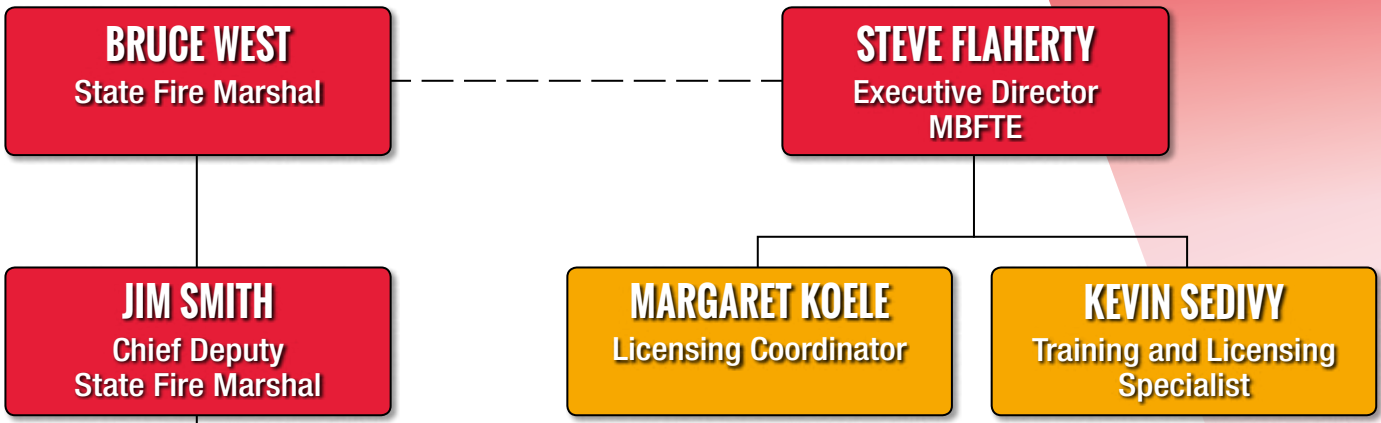 BRUCE WEST
State Fire Marshal
STEVE FLAHERTY
Executive Director
MBFTE
JIM SMITH
Chief Deputy
State Fire Marshal
MARGARET KOELE
Licensing Coordinator
KEVIN SEDIVY
Training and Licensing
Specialist